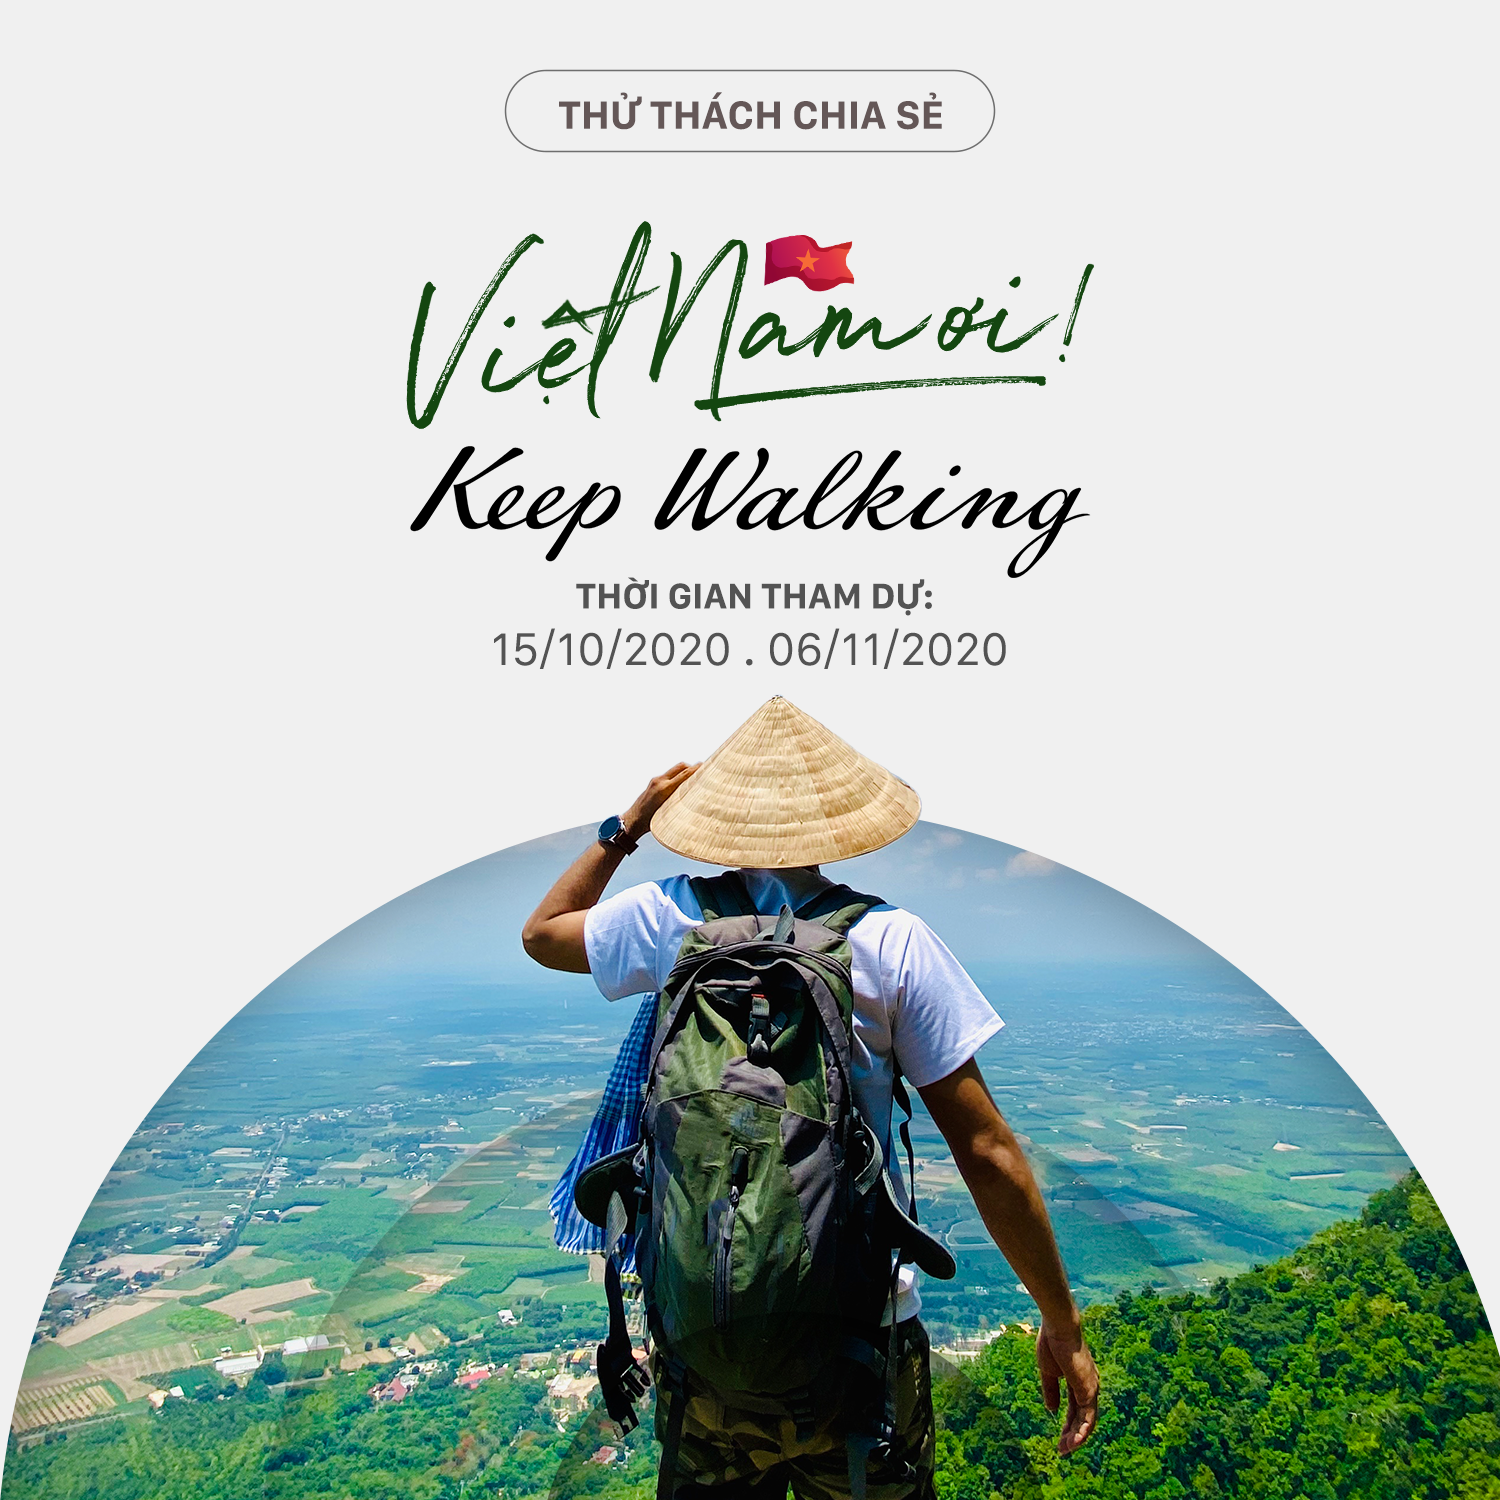 THỬ THÁCH CHIA SẺ
Việt Nam ơi!
Keep Walking
THỜI GIAN THAM DỰ:
15/10/2020 . 06/11/2020